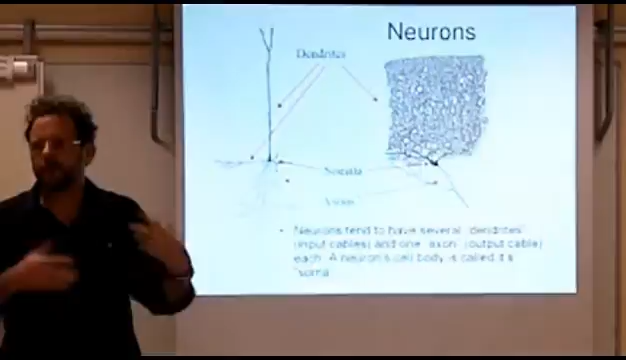 Neurons
Dendrites
Somata
Axons
• Neurons tend to have several "dendrites"
(input cables) and one "axon" (output cable)
each. A neuron's cell body is called its
"soma